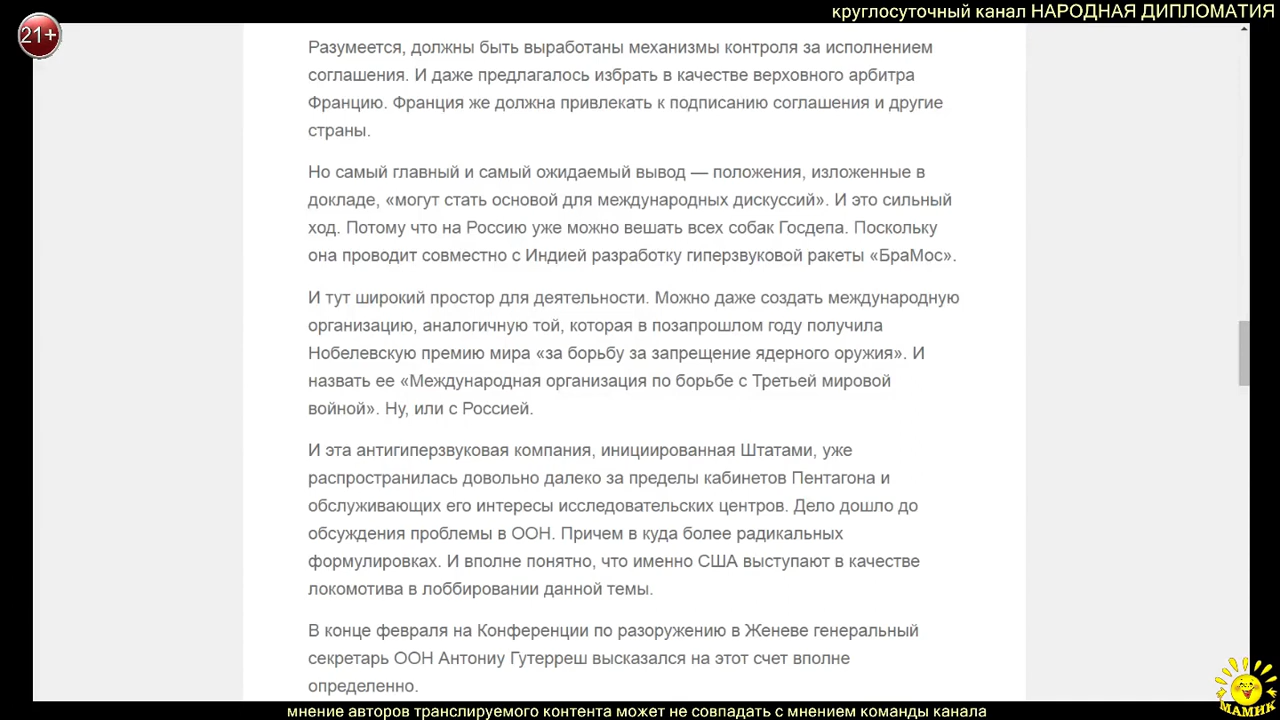 круглосуточный канал НАРОДНАЯ ДИПЛОМАТИЯ
21+
Разумеется, должны быть выработаны механизмы контроля за исполнением
соглашения. И даже предлагалось избрать в качестве верховного арбитра
Францию. Франция же должна привлекать к подписанию соглашения и другие
страны.
Но самый главный и самый ожидаемый вывод — положения, изложенные в
докладе, «могут стать основой для международных дискуссий». И это сильный
ход. Потому что на Россию уже можно вешать всех собак Госдепа. Поскольку
она проводит совместно с Индией разработку гиперзвуковой ракеты «БраМос».
И тут широкий простор для деятельности. Можно даже создать международную
организацию, аналогичную той, которая в позапрошлом году получила
Нобелевскую премию мира «за борьбу за запрещение ядерного оружия». И
назвать ее «Международная организация по борьбе с Третьей мировой
войной». Ну, или с Россией.
И эта антигиперзвуковая компания, инициированная Штатами, уже
распространилась довольно далеко за пределы кабинетов Пентагона и
обслуживающих его интересы исследовательских центров. Дело дошло до
обсуждения проблемы в ООН. Причем в куда более радикальных
формулировках. И вполне понятно, что именно США выступают в качестве
локомотива в лоббировании данной темы.
В конце февраля на Конференции по разоружению в Женеве генеральный
секретарь ООН Антониу Гутерреш высказался на этот счет вполне
определенно.
МАМИК
мнение авторов транслируемого контента может не совпадать с мнением команды канала